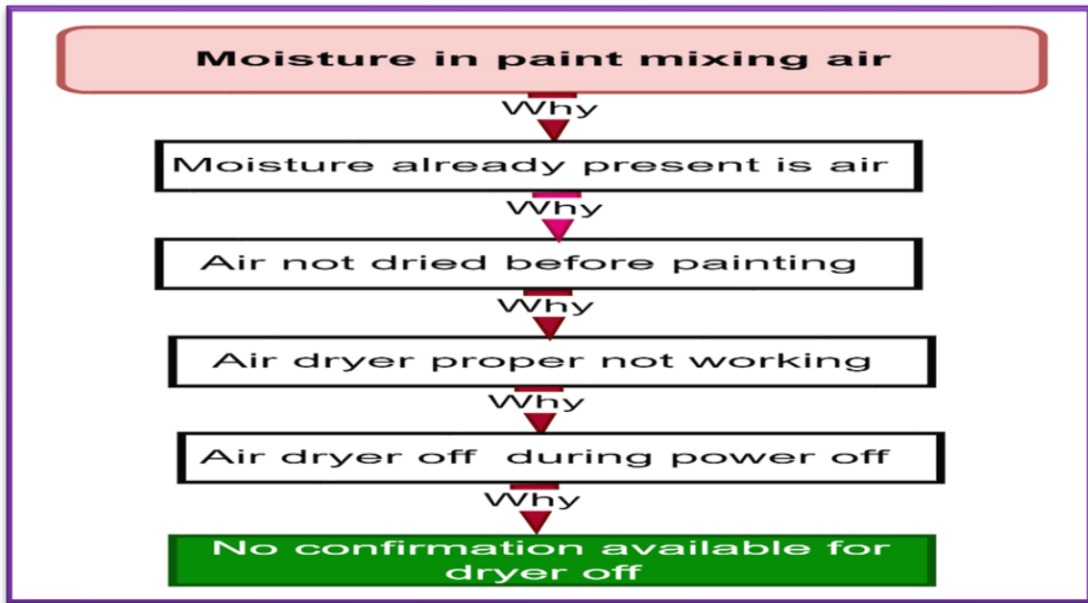 Moisture in paint mixing air
Why
Moisture already present is air
Why
Air not dried before painting
Why
Air dryer proper not working
Why
Air dryer off during power off
Why
No confirmation available for
dryer off